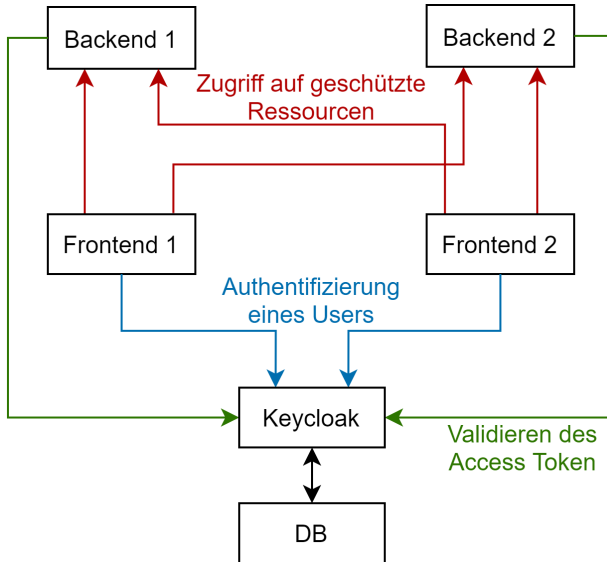 Backend 1
Backend 2
Zugriff auf geschützte
Ressourcen
Frontend 1
Frontend 2
Authentifizierung
eines Users
Keycloak
Validieren des
Access Token
DB